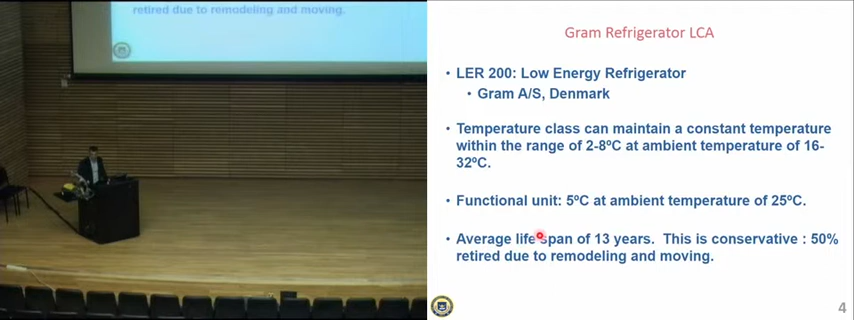 retired due to remodeling and moving.
Gram Refrigerator LCA
• LER 200: Low Energy Refrigerator
• Gram A/S, Denmark
• Temperature class can maintain a constant temperature
within the range of 2-8ºC at ambient temperature of 16-
32ºC.
• Functional unit: 5ºC at ambient temperature of 25ºC.
• Average life span of 13 years. This is conservative : 50%
retired due to remodeling and moving.
4